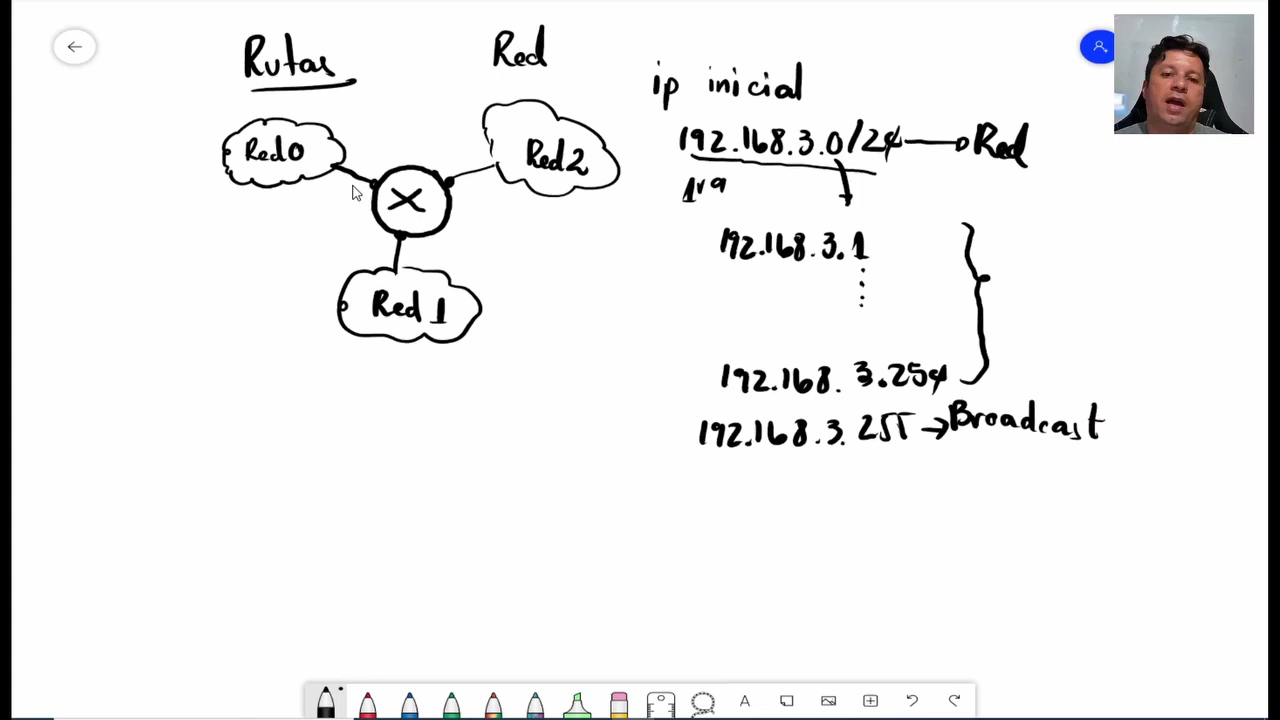 Rutas
Red
Red0
Red2
Red 1
ip inicial
192.168.3.0/24 → Red
1ra
192.168.3.1
192.168.3.254
192.168.3.255 → Broadcast
A